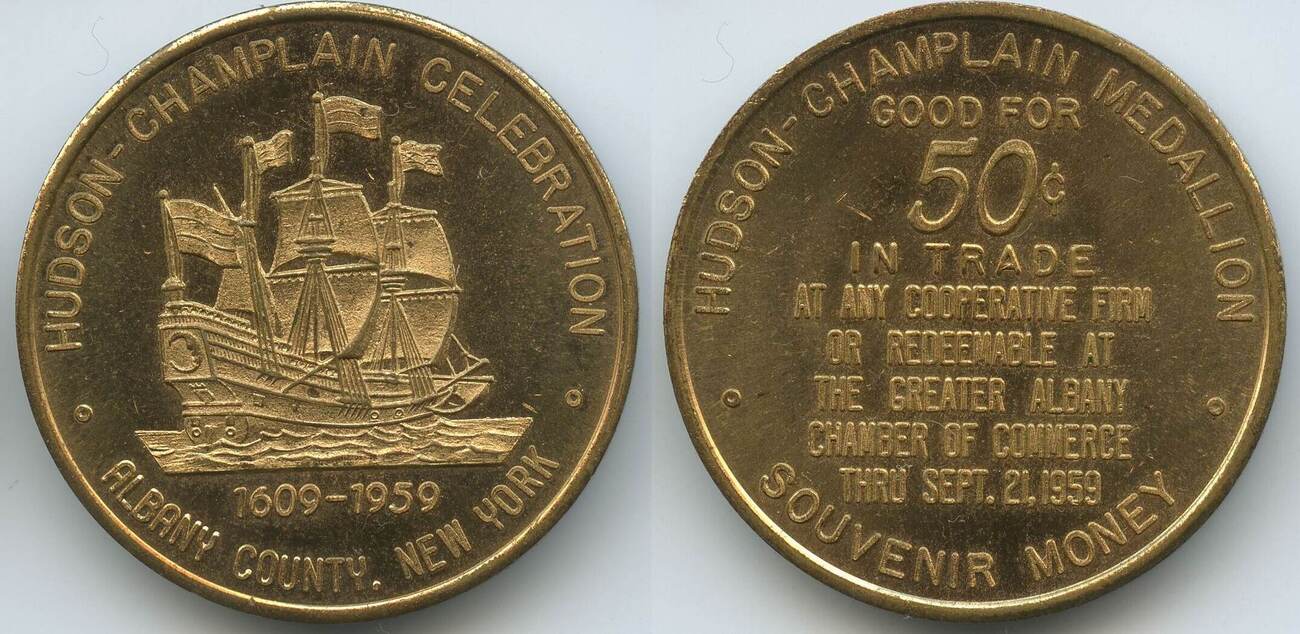 HUDSON-CHAMPLAIN CELEBRATION
1609-1959
ALBANY COUNTY, NEW YORK
HUDSON-CHAMPLAIN MEDALLION
GOOD FOR
50¢
IN TRADE
AT ANY COOPERATIVE FIRM
OR REDEEMABLE AT
THE GREATER ALBANY
CHAMBER OF COMMERCE
THRU SEPT. 21, 1959
SOUVENIR MONEY